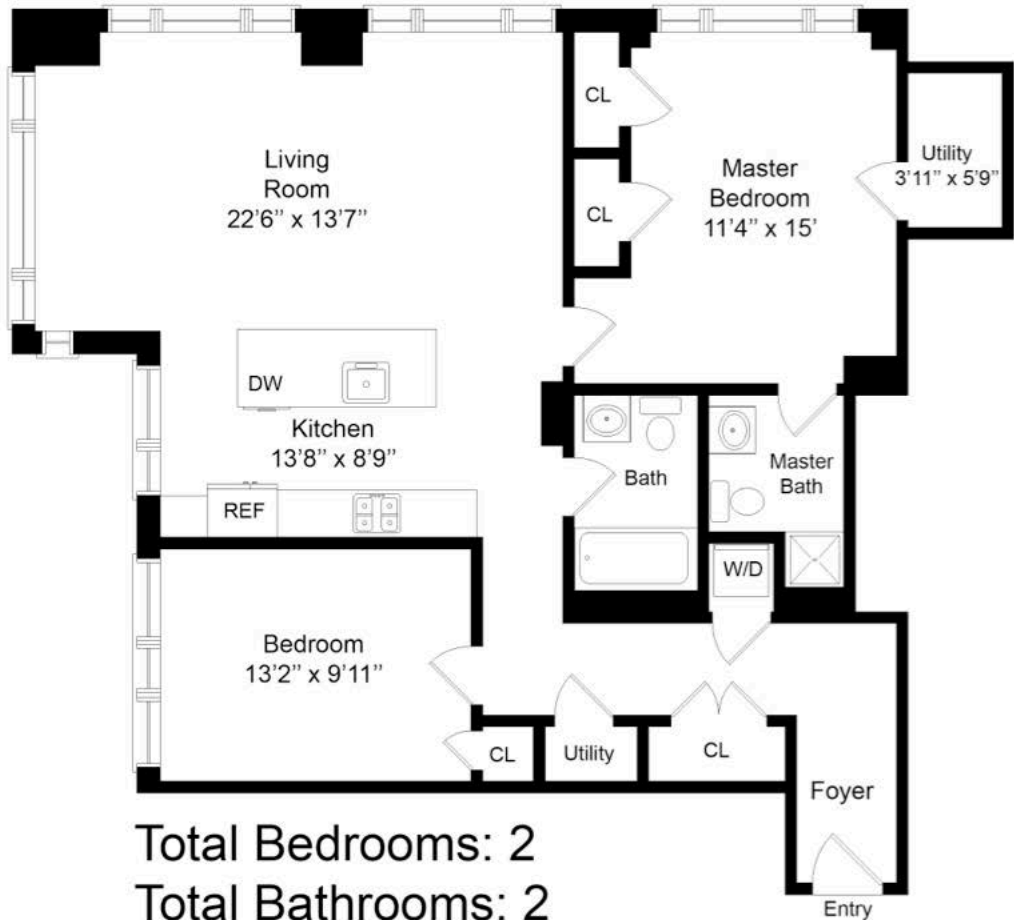 Living
Room
22'6’’ x 13'7’’
CL
CL
Master
Bedroom
11'4’’ x 15'
Utility
3'11’’ x 5'9’’
DW
Kitchen
13'8’’ x 8'9’’
REF
Bath
Master
Bath
W/D
Bedroom
13'2’’ x 9'11’’
CL
Utility
CL
Foyer
Entry
Total Bedrooms: 2
Total Bathrooms: 2